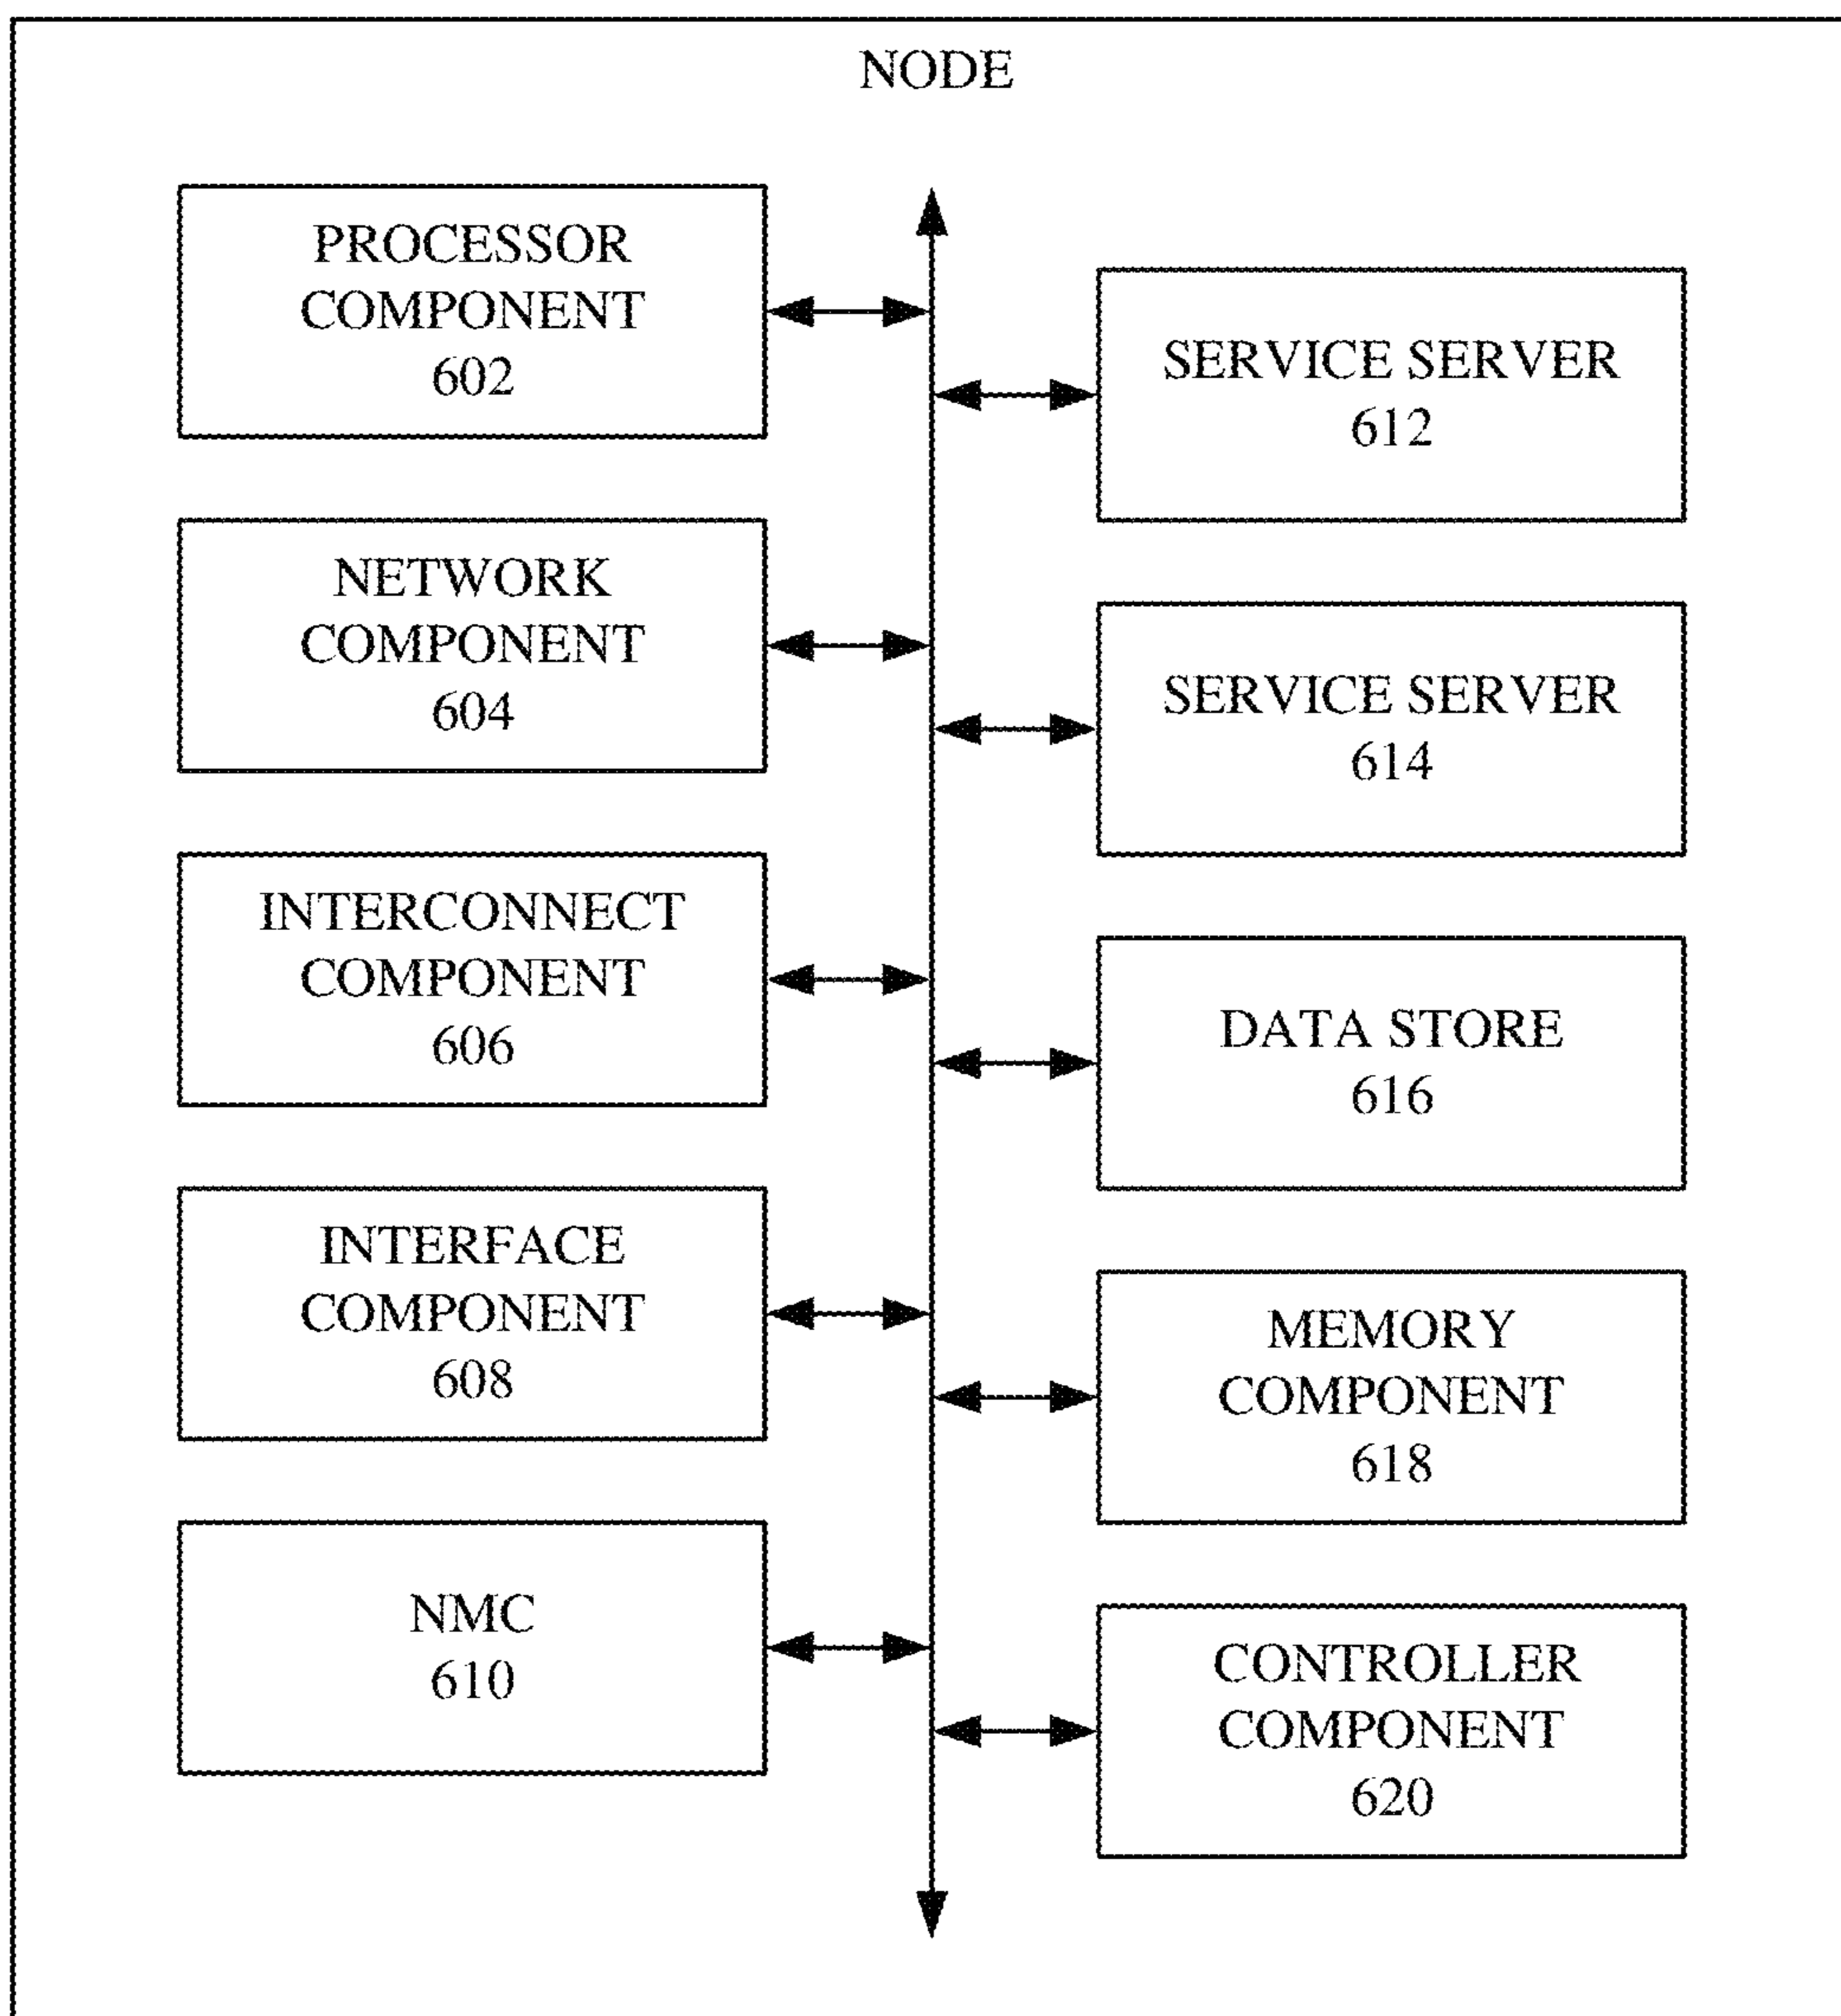 NODE
PROCESSOR
COMPONENT
602
NETWORK
COMPONENT
604
INTERCONNECT
COMPONENT
606
INTERFACE
COMPONENT
608
NMC
610
SERVICE SERVER
612
SERVICE SERVER
614
DATA STORE
616
MEMORY
COMPONENT
618
CONTROLLER
COMPONENT
620